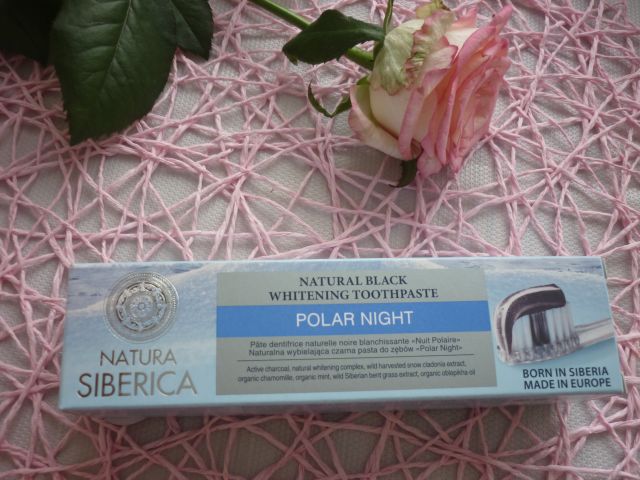 NATURA
SIBERICA
NATURAL BLACK
WHITENING TOOTHPASTE
POLAR NIGHT
Pâte dentifrice naturelle noire blanchissante «Nuit Polaire»
Naturalna wybielająca czarna pasta do zębów «Polar Night»
Active charcoal, natural whitening complex, wild harvested snow cladonia extract,
organic chamomille, organic mint, wild Siberian bent grass extract, organic oblepikha oil
BORN IN SIBERIA
MADE IN EUROPE